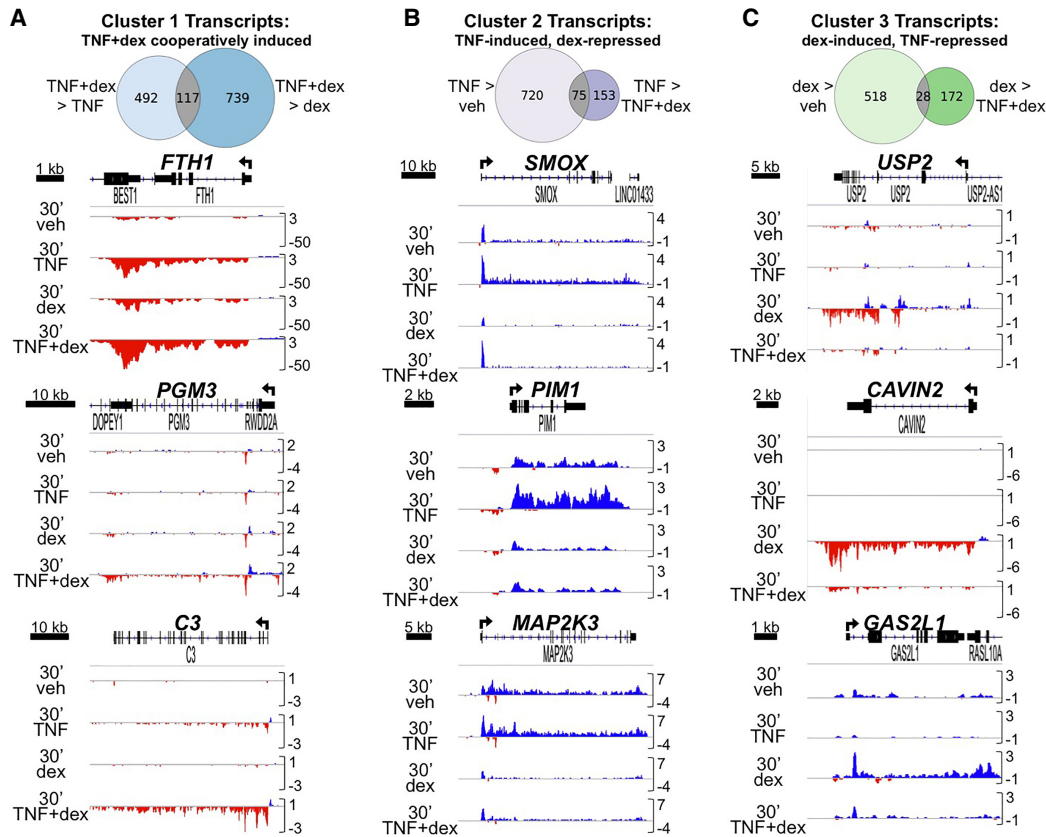 A
Cluster 1 Transcripts:
TNF+dex cooperatively induced
TNF+dex
> TNF
492
117
739
TNF+dex
> dex
1 kb
FTH1
BEST1
FTH1
30’
veh
3
-50
30’
TNF
3
-50
30’
dex
3
-50
30’
TNF+dex
3
-50
10 kb
PGM3
DOPEY1
PGM3
RWDD2A
30’
veh
2
-4
30’
TNF
2
-4
30’
dex
2
-4
30’
TNF+dex
2
-4
10 kb
C3
C3
30’
veh
1
-3
30’
TNF
1
-3
30’
dex
1
-3
30’
TNF+dex
1
-3
B
Cluster 2 Transcripts:
TNF-induced, dex-repressed
TNF >
veh
720
75
153
TNF >
TNF+dex
10 kb
SMOX
SMOX
LINC01433
30’
veh
4
-1
30’
TNF
4
-1
30’
dex
4
-1
30’
TNF+dex
4
-1
2 kb
PIM1
PIM1
30’
veh
3
-1
30’
TNF
3
-1
30’
dex
3
-1
30’
TNF+dex
3
-1
5 kb
MAP2K3
MAP2K3
30’
veh
7
-4
30’
TNF
7
-4
30’
dex
7
-4
30’
TNF+dex
7
-4
C
Cluster 3 Transcripts:
dex-induced, TNF-repressed
dex >
veh
518
28
172
dex >
TNF+dex
5 kb
USP2
USP2
USP2
USP2-AS1
30’
veh
1
-1
30’
TNF
1
-1
30’
dex
1
-1
30’
TNF+dex
1
-1
2 kb
CAVIN2
CAVIN2
30’
veh
1
-6
30’
TNF
1
-6
30’
dex
1
-6
30’
TNF+dex
1
-6
1 kb
GAS2L1
GAS2L1
RASL10A
30’
veh
3
-1
30’
TNF
3
-1
30’
dex
3
-1
30’
TNF+dex
3
-1